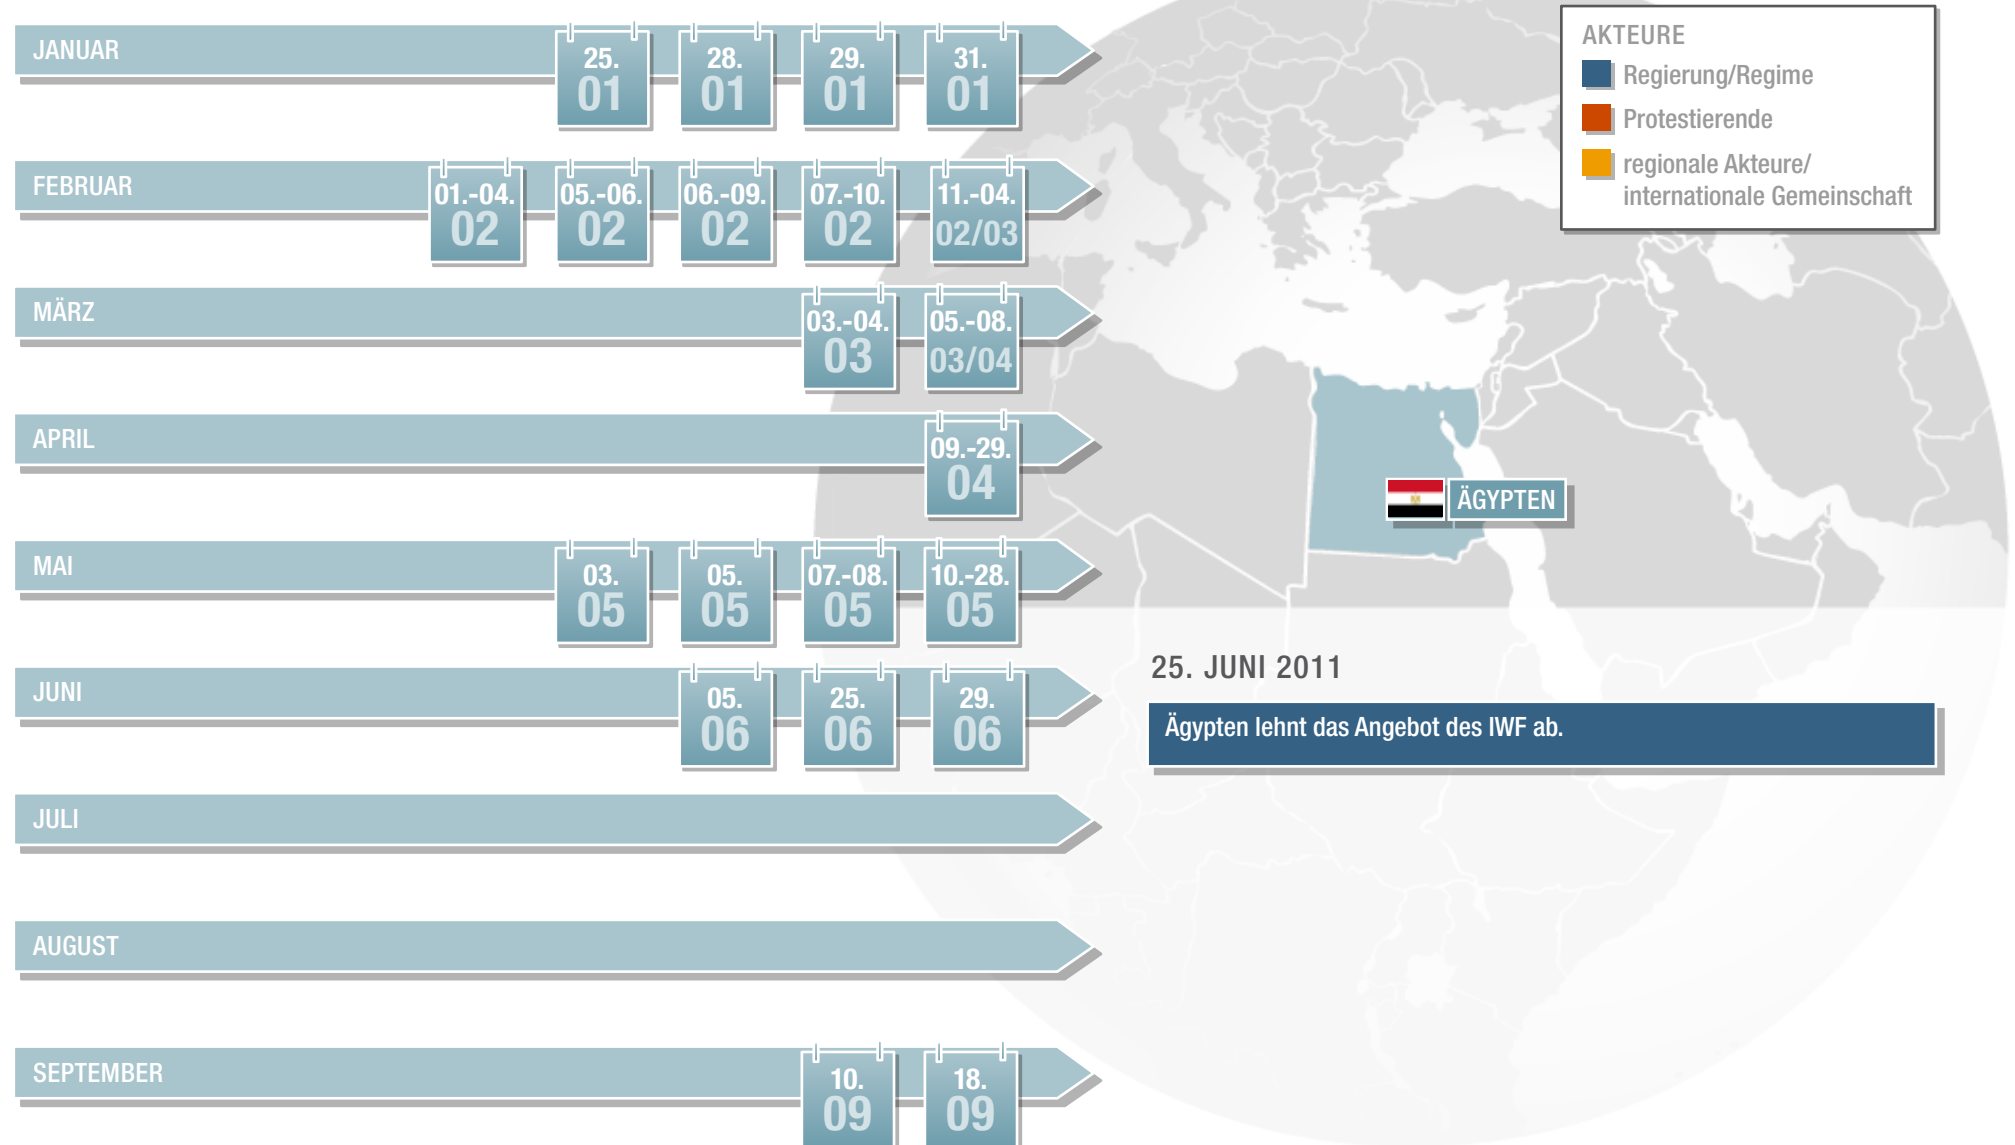 JANUAR
25.
01
28.
01
29.
01
31.
01
FEBRUAR
01.-04.
02
05.-06.
02
06.-09.
02
07.-10.
02
11.-04.
02/03
MÄRZ
03.-04.
03
05.-08.
03/04
APRIL
09.-29.
04
MAI
03.
05
05.
05
07.-08.
05
10.-28.
05
JUNI
05.
06
25.
06
29.
06
JULI
AUGUST
SEPTEMBER
10.
09
18.
09
AKTEURE
Regierung/Regime
Protestierende
regionale Akteure/
internationale Gemeinschaft
ÄGYPTEN
25. JUNI 2011
Ägypten lehnt das Angebot des IWF ab.